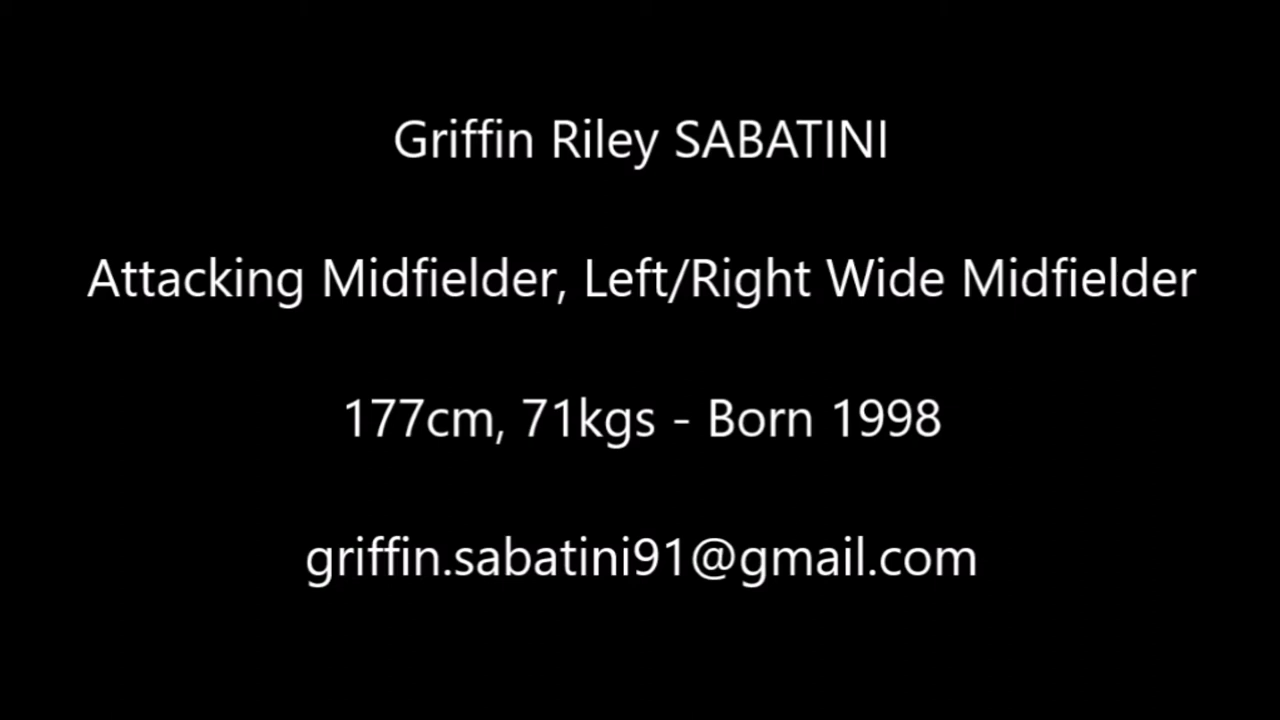 Griffin Riley SABATINI
Attacking Midfielder, Left/Right Wide Midfielder
177cm, 71kgs - Born 1998
griffin.sabatini91@gmail.com